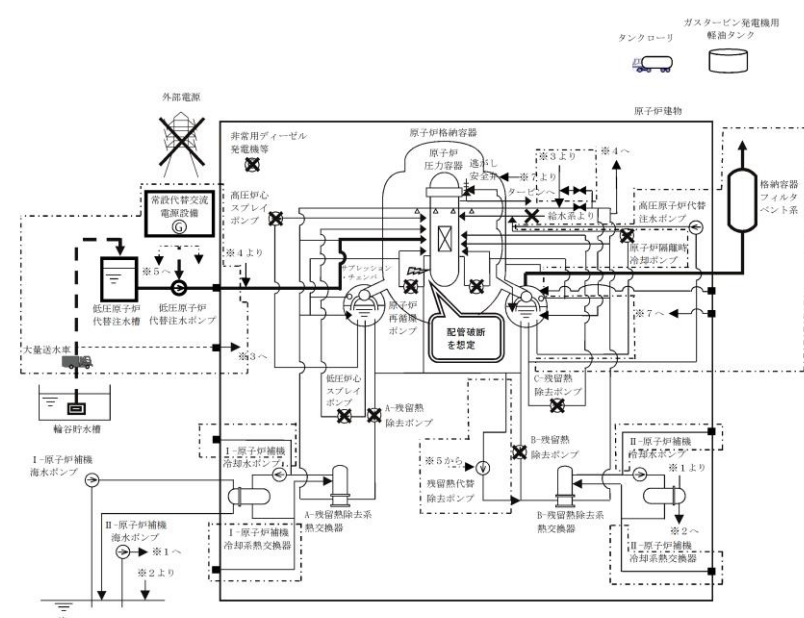 ガスタービン発電機用
軽油タンク
タンクローリ
外部電源
原子炉建物
非常用ディーゼル
発電機等
原子炉格納容器
原子炉
圧力容器
逃がし
安全弁
※7より
※3より
※4へ
タービンへ
給水系より
高圧炉心
スプレイ
ポンプ
常設代替交流
電源設備
G
高圧原子炉代替
注水ポンプ
格納容器
フィルタ
ベント系
原子炉隔離時
冷却ポンプ
※4より
※5へ
低圧原子炉
代替注水槽
低圧原子炉
代替注水ポンプ
サプレッション
・チェンバ
原子炉
再循環
ポンプ
配管破断
を想定
※7へ
大量送水車
※3へ
輪谷貯水槽
低圧炉心
スプレイ
ポンプ
A-残留熱
除去ポンプ
C-残留熱
除去ポンプ
B-残留熱
除去ポンプ
※5から
残留熱代替
除去ポンプ
Ⅰ-原子炉補機
冷却水ポンプ
Ⅱ-原子炉補機
冷却水ポンプ
Ⅰ-原子炉補機
海水ポンプ
※1より
A-残留熱除去系
熱交換器
B-残留熱除去系
熱交換器
Ⅱ-原子炉補機
海水ポンプ
※1へ
※2より
Ⅰ-原子炉補機
冷却系熱交換器
※2へ
Ⅱ-原子炉補機
冷却系熱交換器